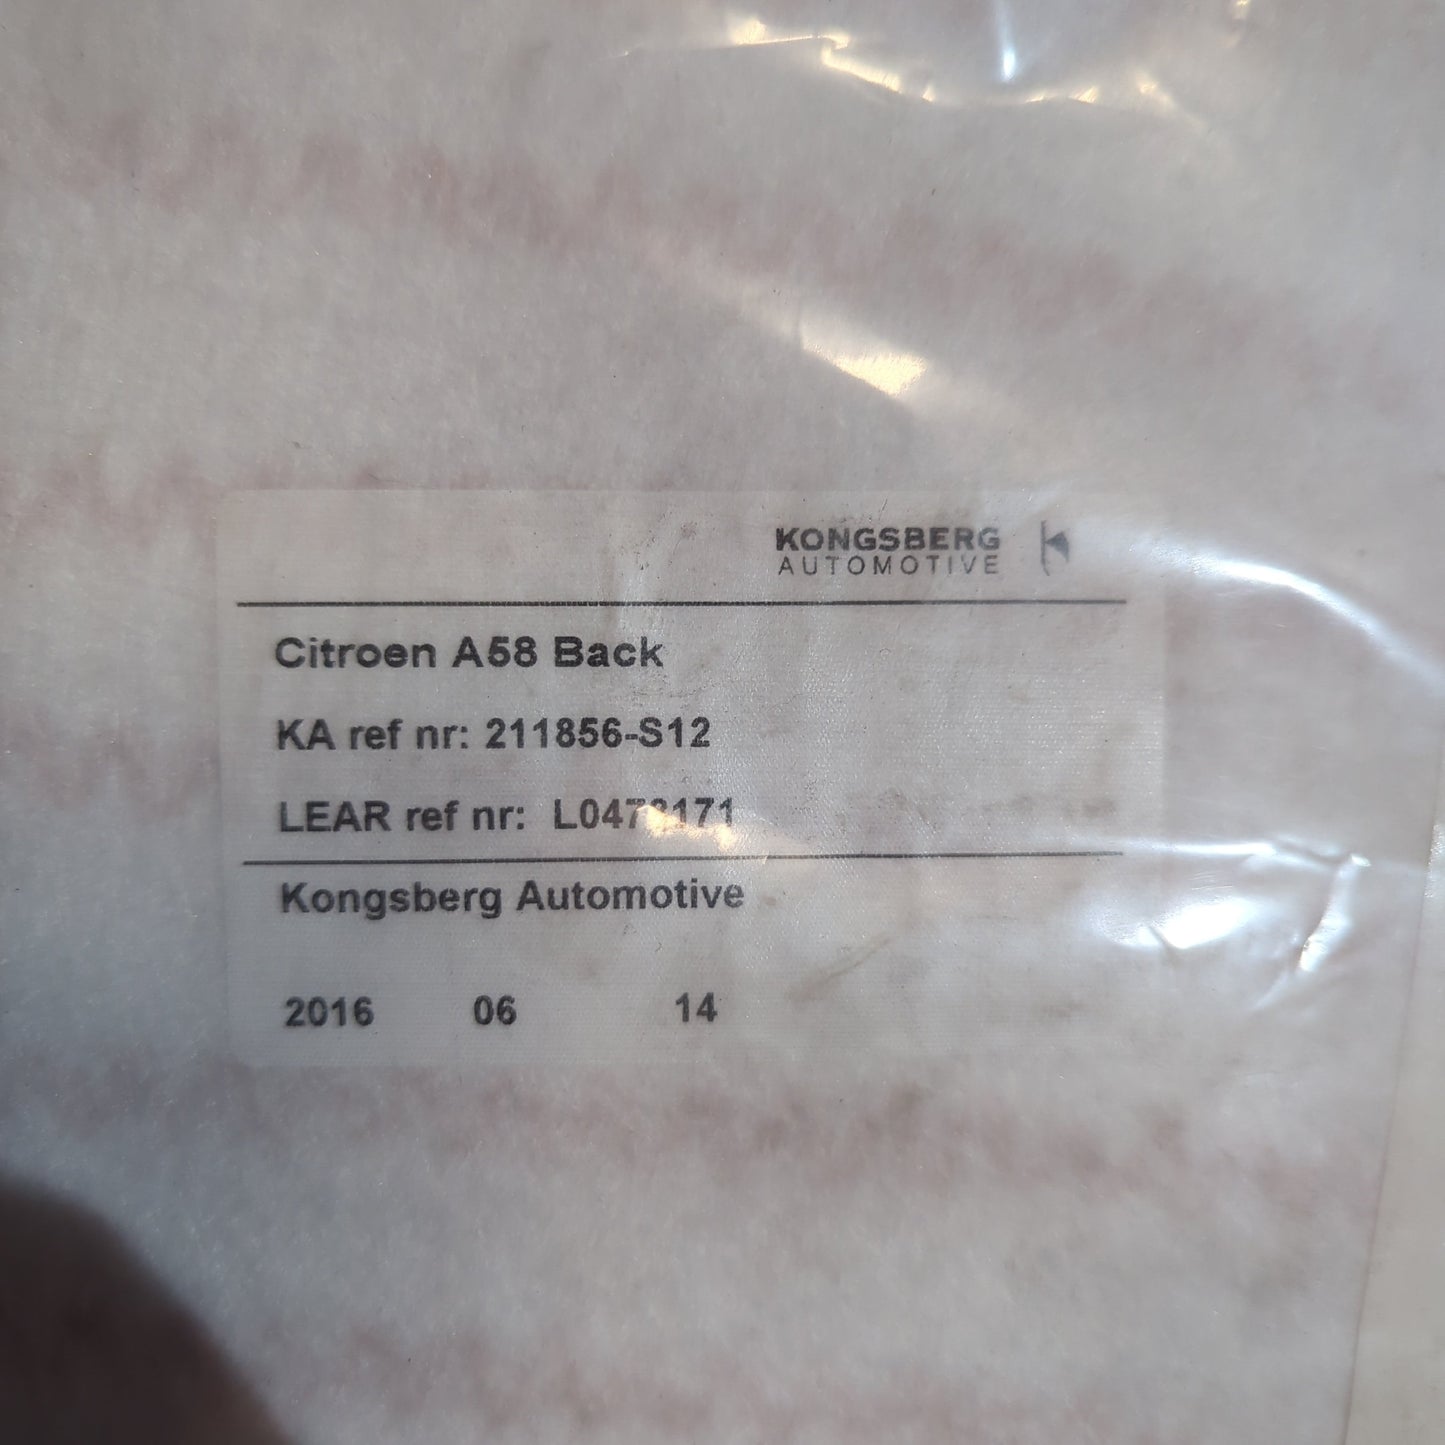 KONGSBERG
AUTOMOTIVE
Citroen A58 Back
KA ref nr: 211856-S12
LEAR ref nr:
Kongsberg Automotive
2016 06 14